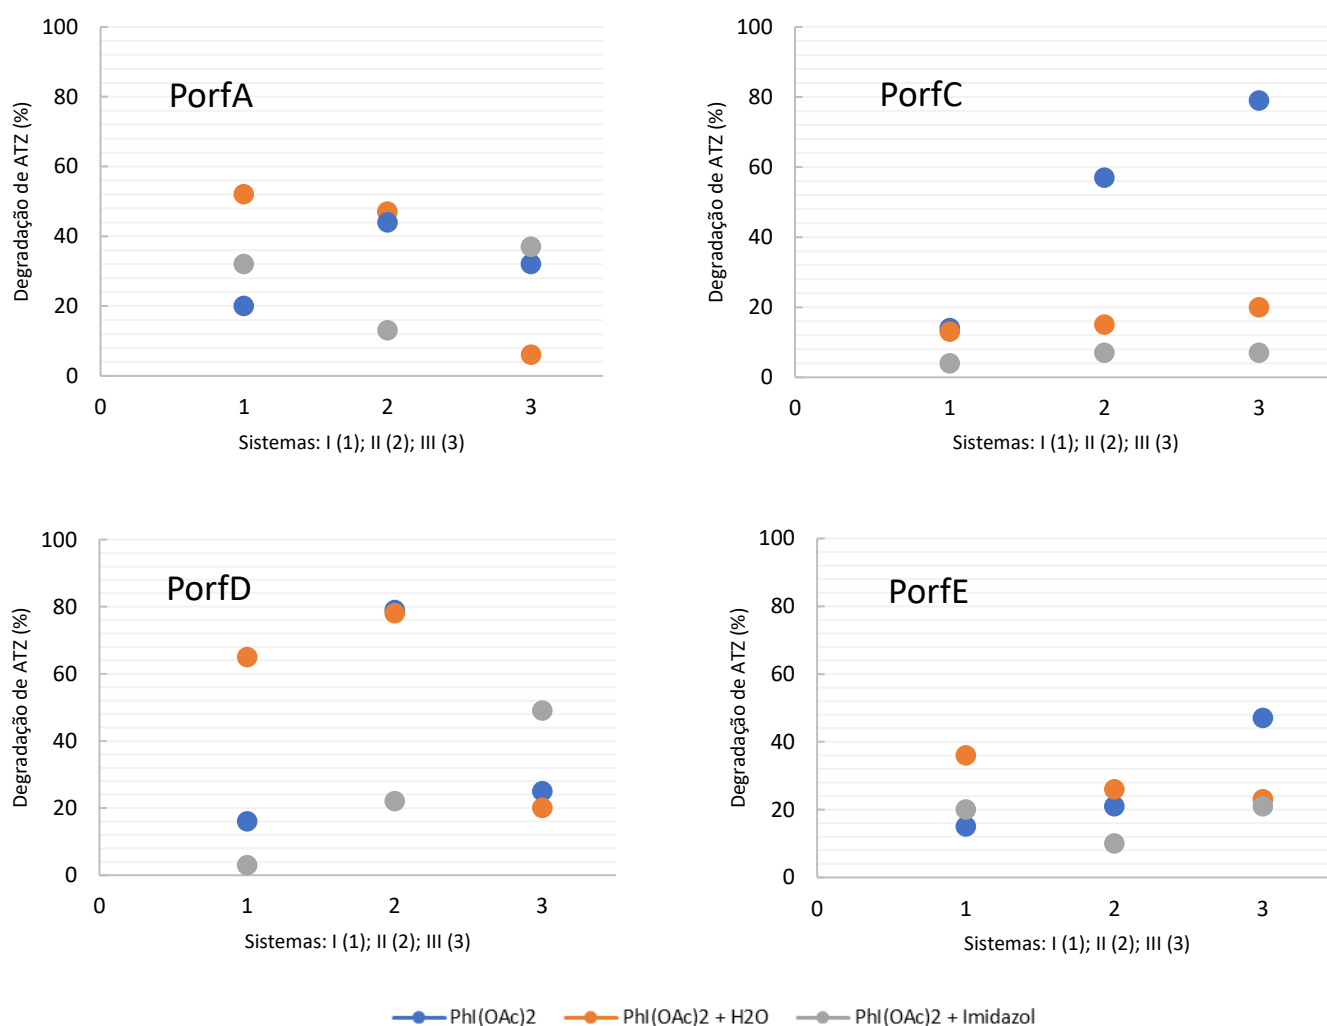 PorfA
Degradação de ATZ (%)
100
80
60
40
20
0
0 1 2 3
Sistemas: I (1); II (2); III (3)
PorfC
Degradação de ATZ (%)
100
80
60
40
20
0
0 1 2 3
Sistemas: I (1); II (2); III (3)
PorfD
Degradação de ATZ (%)
100
80
60
40
20
0
0 1 2 3
Sistemas: I (1); II (2); III (3)
PorfE
Degradação de ATZ (%)
100
80
60
40
20
0
0 1 2 3
Sistemas: I (1); II (2); III (3)
PhI(OAc)2 PhI(OAc)2 + H2O PhI(OAc)2 + Imidazol